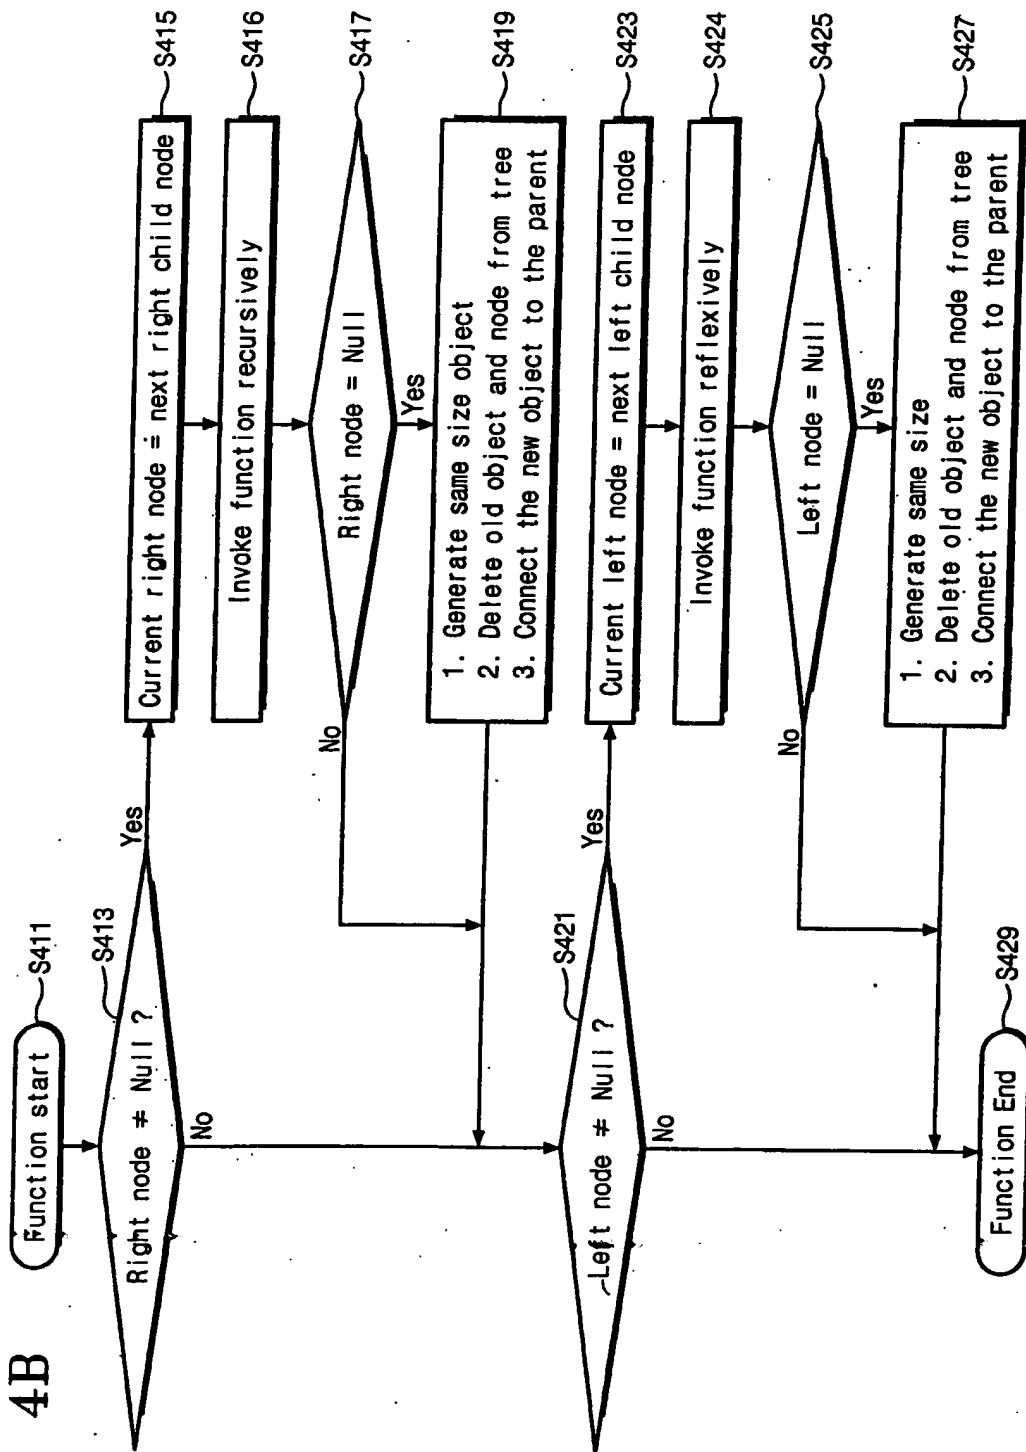 4B
Function start
S411
Right node ≠ Null ?
S413
Yes
No
Current right node = next right child node
S415
Invoke function recursively
S416
Right node = Null
S417
No
Yes
1. Generate same size object
2. Delete old object and node from tree
3. Connect the new object to the parent
S419
Left node ≠ Null ?
S421
Yes
No
Current left node = next left child node
S423
Invoke function reflexively
S424
Left node = Null
S425
No
Yes
1. Generate same size
2. Delete old object and node from tree
3. Connect the new object to the parent
S427
Function End
S429